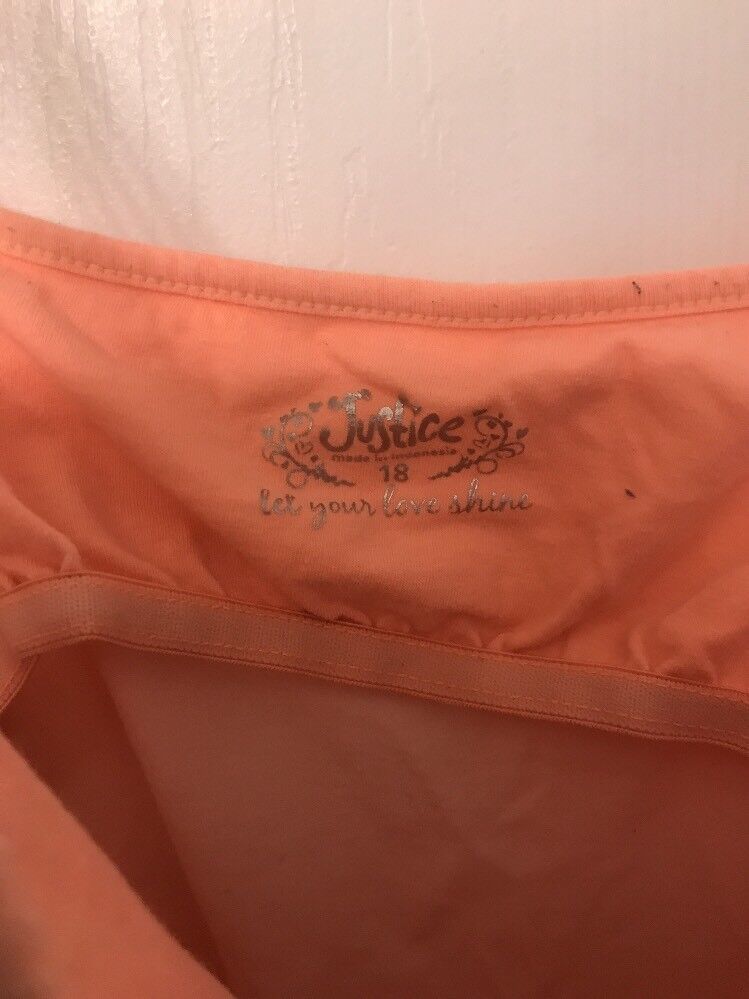 Justice
made in indonesia
18
let your love shine